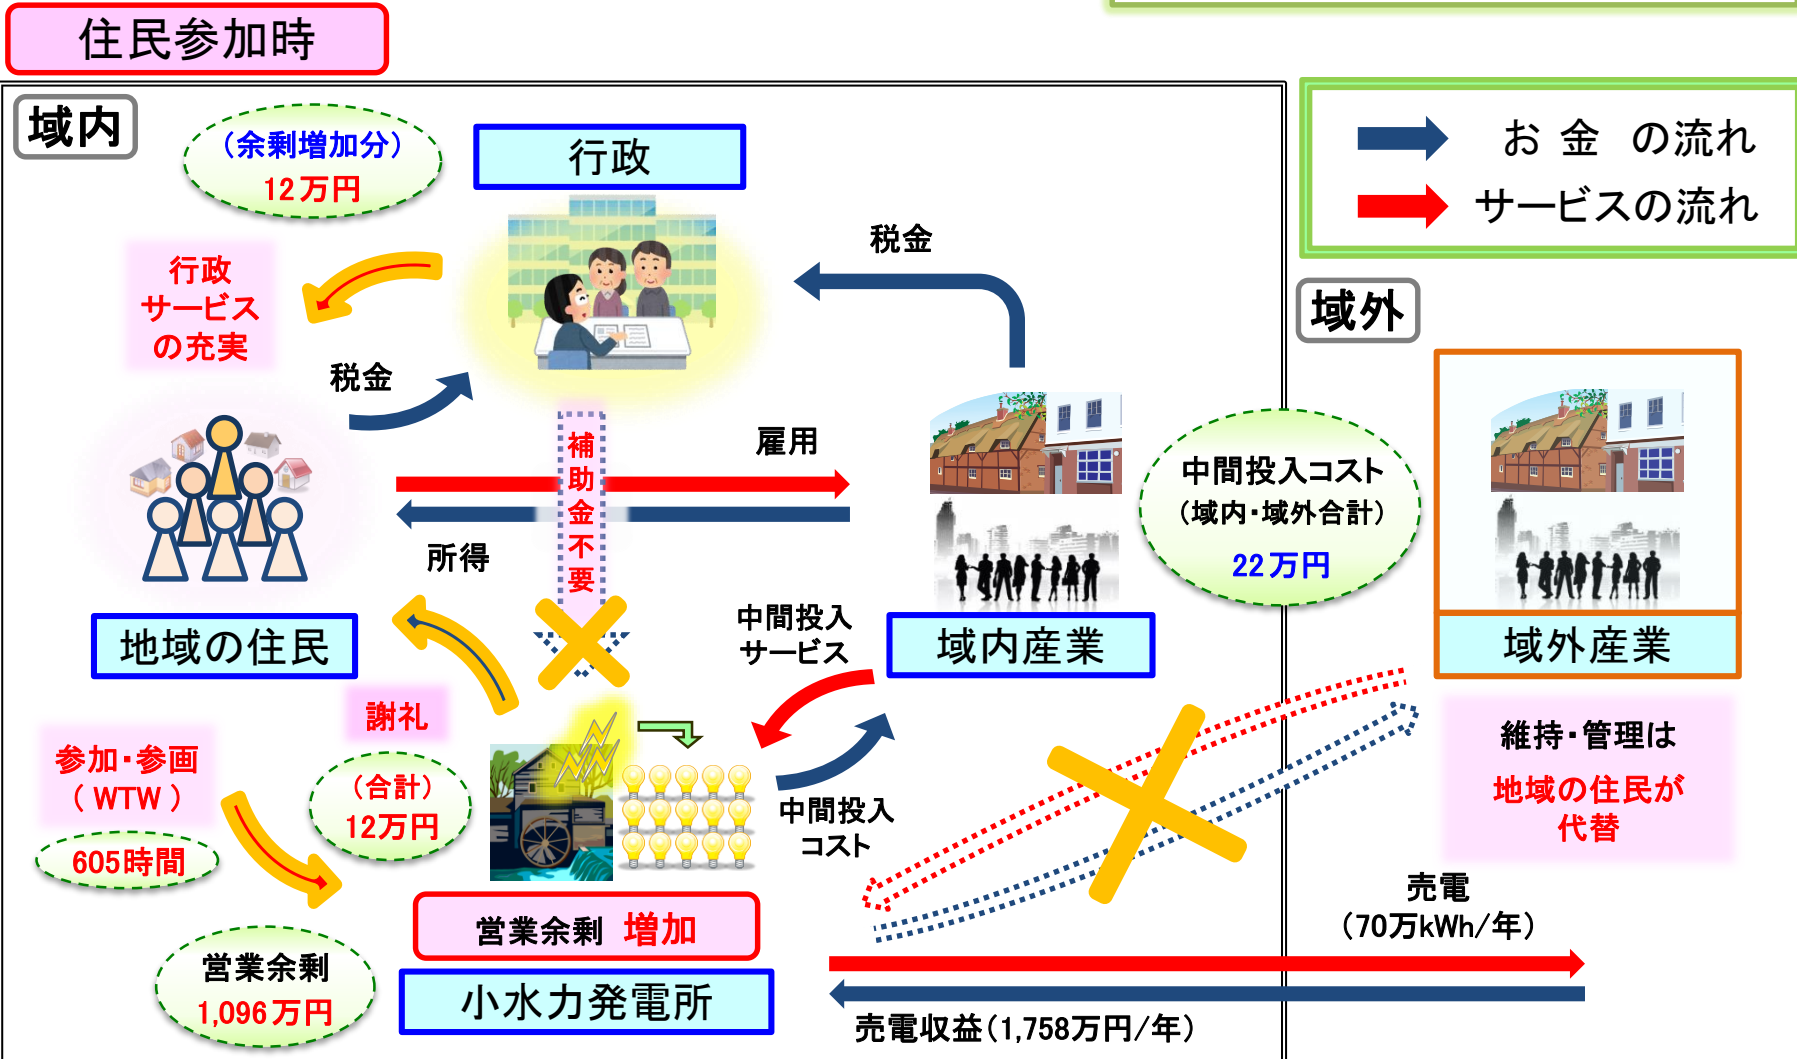 住民参加時
域内
(余剰増加分)
12万円
行政
お金 の流れ
サービスの流れ
税金
行政
サービス
の充実
税金
域外
補助金不要
雇用
所得
中間投入コスト
(域内・域外合計)
22万円
地域の住民
中間投入
サービス
域内産業
域外産業
謝礼
(合計)
12万円
参加・参画
(WTW)
605時間
中間投入
コスト
維持・管理は
地域の住民が
代替
営業余剰 増加
営業余剰
1,096万円
小水力発電所
売電
(70万kWh/年)
売電収益(1,758万円/年)